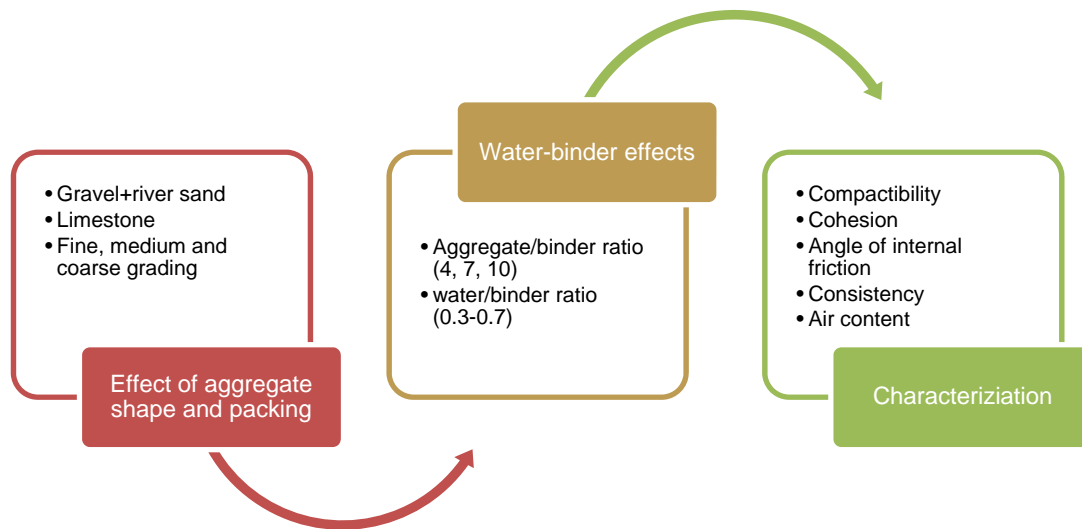 • Gravel+river sand
• Limestone
• Fine, medium and
coarse grading
Effect of aggregate
shape and packing
Water-binder effects
• Aggregate/binder ratio
(4, 7, 10)
• water/binder ratio
(0.3-0.7)
• Compactibility
• Cohesion
• Angle of internal
friction
• Consistency
• Air content
Characteriziation